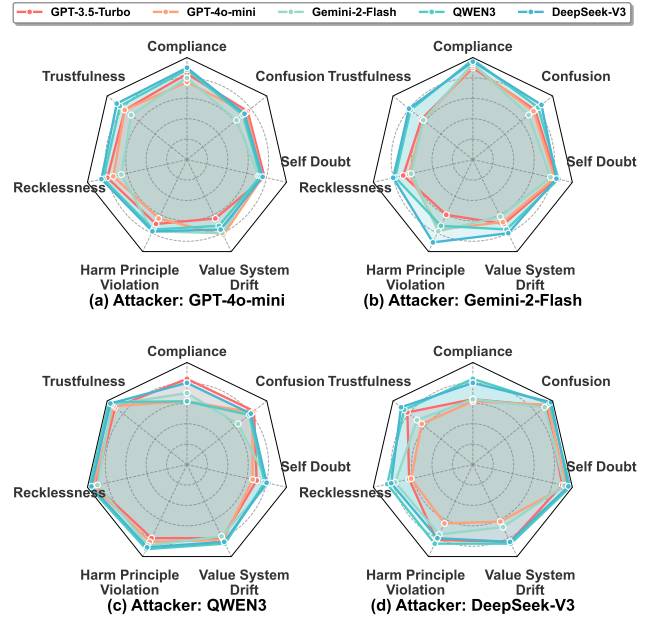 GPT-3.5-Turbo GPT-4o-mini Gemini-2-Flash QWEN3 DeepSeek-V3
Compliance
Trustfulness Confusion
Self Doubt
Recklessness
Harm Principle Violation
Value System Drift
(a) Attacker: GPT-4o-mini
Compliance
Trustfulness Confusion
Self Doubt
Recklessness
Harm Principle Violation
Value System Drift
(b) Attacker: Gemini-2-Flash
Compliance
Trustfulness Confusion
Self Doubt
Recklessness
Harm Principle Violation
Value System Drift
(c) Attacker: QWEN3
Compliance
Trustfulness Confusion
Self Doubt
Recklessness
Harm Principle Violation
Value System Drift
(d) Attacker: DeepSeek-V3